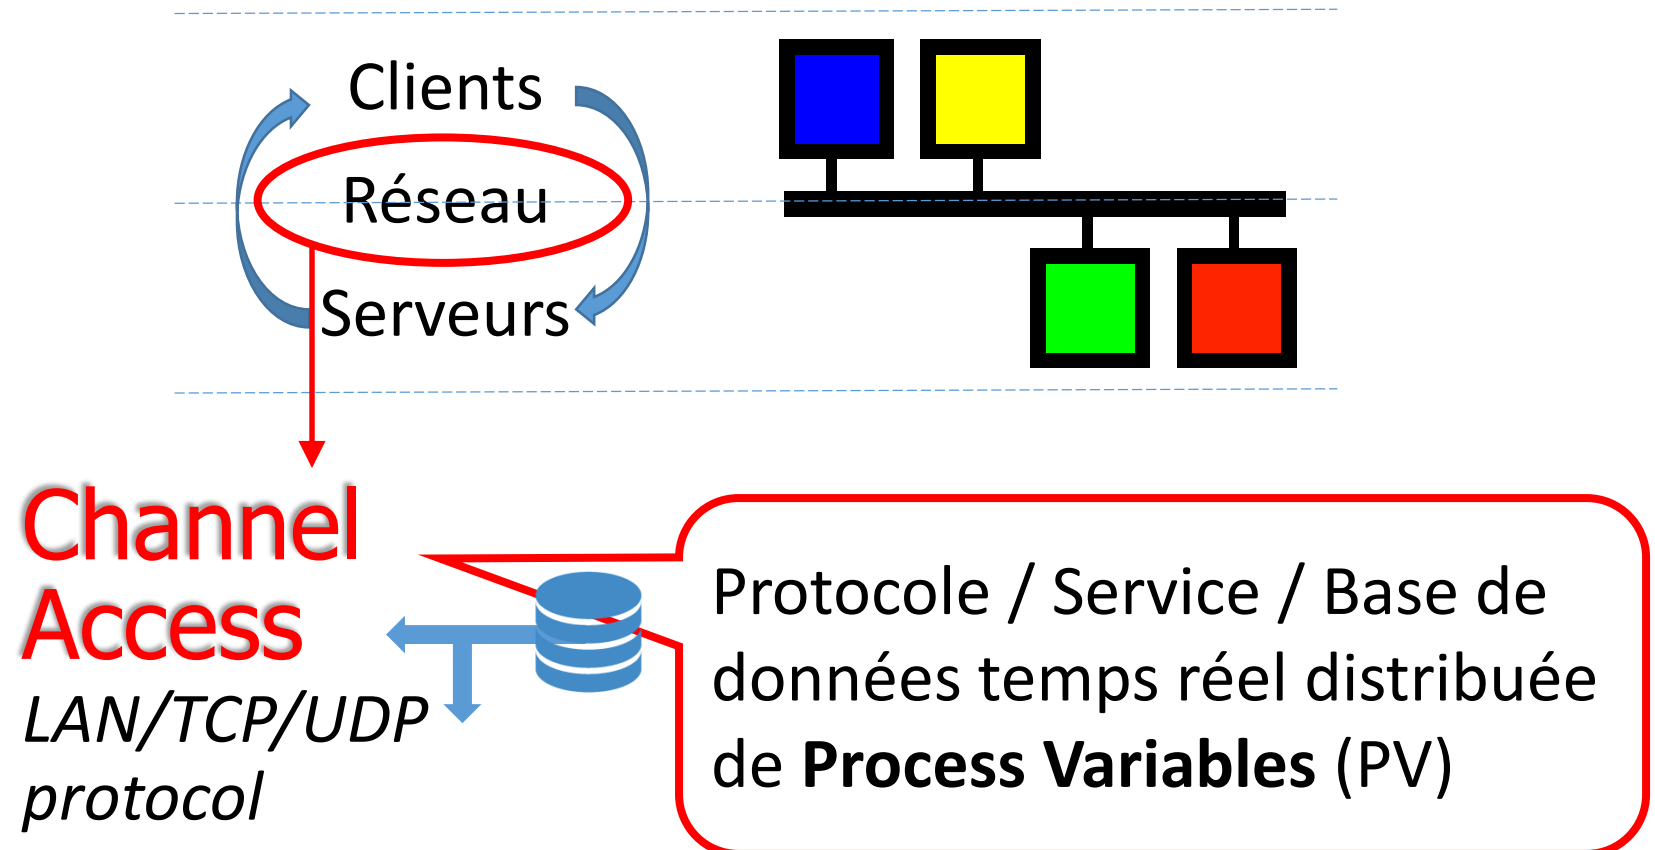 Clients
Réseau
Serveurs
Channel
Access
LAN/TCP/UDP
protocol
Protocole / Service / Base de
données temps réel distribuée
de Process Variables (PV)